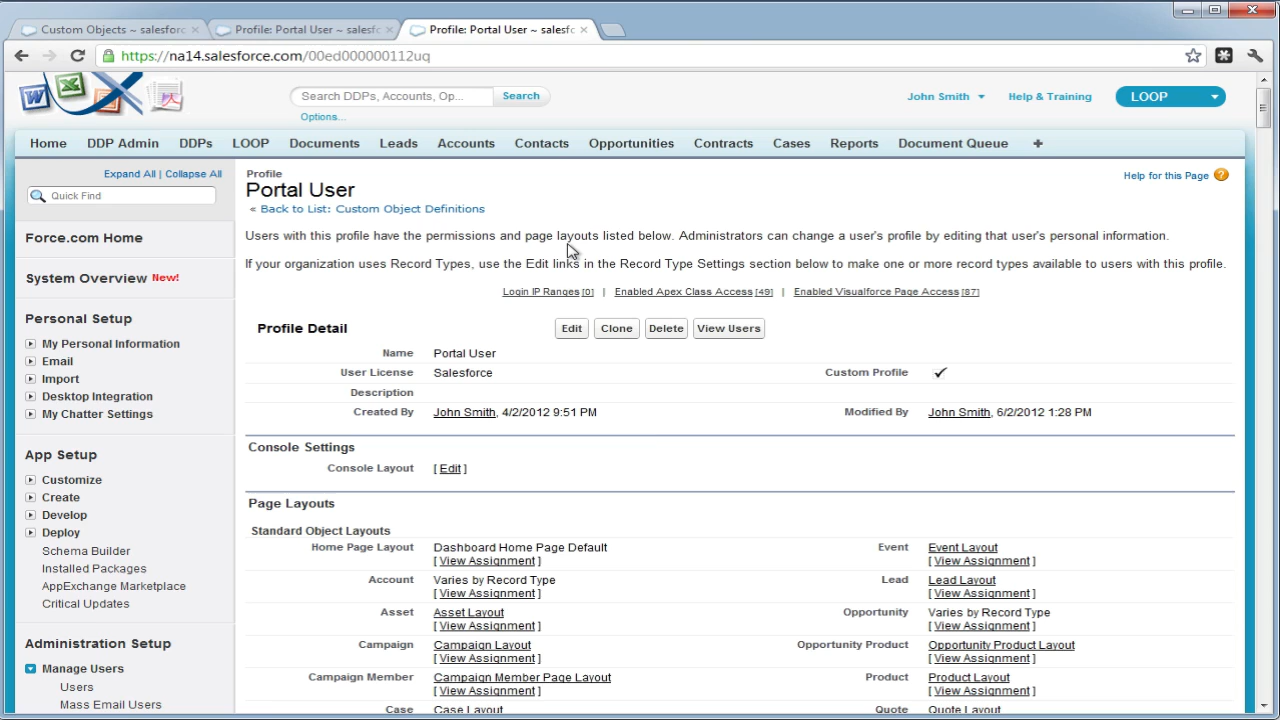 Custom Objects ~ salesforc
Profile: Portal User ~ salesfc
Profile: Portal User ~ salesfc
https://na14.salesforce.com/00ed000000112uq
W X
Search DDPs, Accounts, Op...
Search
Options...
John Smith
Help & Training
LOOP
Home DDP Admin DDPs LOOP Documents Leads Accounts Contacts Opportunities Contracts Cases Reports Document Queue +
Expand All | Collapse All
Quick Find
Force.com Home
System Overview New!
Personal Setup
My Personal Information
Email
Import
Desktop Integration
My Chatter Settings
App Setup
Customize
Create
Develop
Deploy
Schema Builder
Installed Packages
AppExchange Marketplace
Critical Updates
Administration Setup
Manage Users
Users
Mass Email Users
Profile
Portal User
« Back to List: Custom Object Definitions
Help for this Page ?
Users with this profile have the permissions and page layouts listed below. Administrators can change a user's profile by editing that user's personal information.
If your organization uses Record Types, use the Edit links in the Record Type Settings section below to make one or more record types available to users with this profile.
Login IP Ranges [0] | Enabled Apex Class Access [49] | Enabled Visualforce Page Access [87]
Profile Detail Edit Clone Delete View Users
Name Portal User
User License Salesforce Custom Profile ✓
Description
Created By John Smith, 4/2/2012 9:51 PM Modified By John Smith, 6/2/2012 1:28 PM
Console Settings
Console Layout [ Edit ]
Page Layouts
Standard Object Layouts
Home Page Layout Dashboard Home Page Default Event Event Layout
[ View Assignment ] [ View Assignment ]
Account Varies by Record Type Lead Lead Layout
[ View Assignment ] [ View Assignment ]
Asset Asset Layout Opportunity Varies by Record Type
[ View Assignment ] [ View Assignment ]
Campaign Campaign Layout Opportunity Product Opportunity Product Layout
[ View Assignment ] [ View Assignment ]
Campaign Member Campaign Member Page Layout Product Product Layout
[ View Assignment ] [ View Assignment ]
Case Case Layout Quote Quote Layout